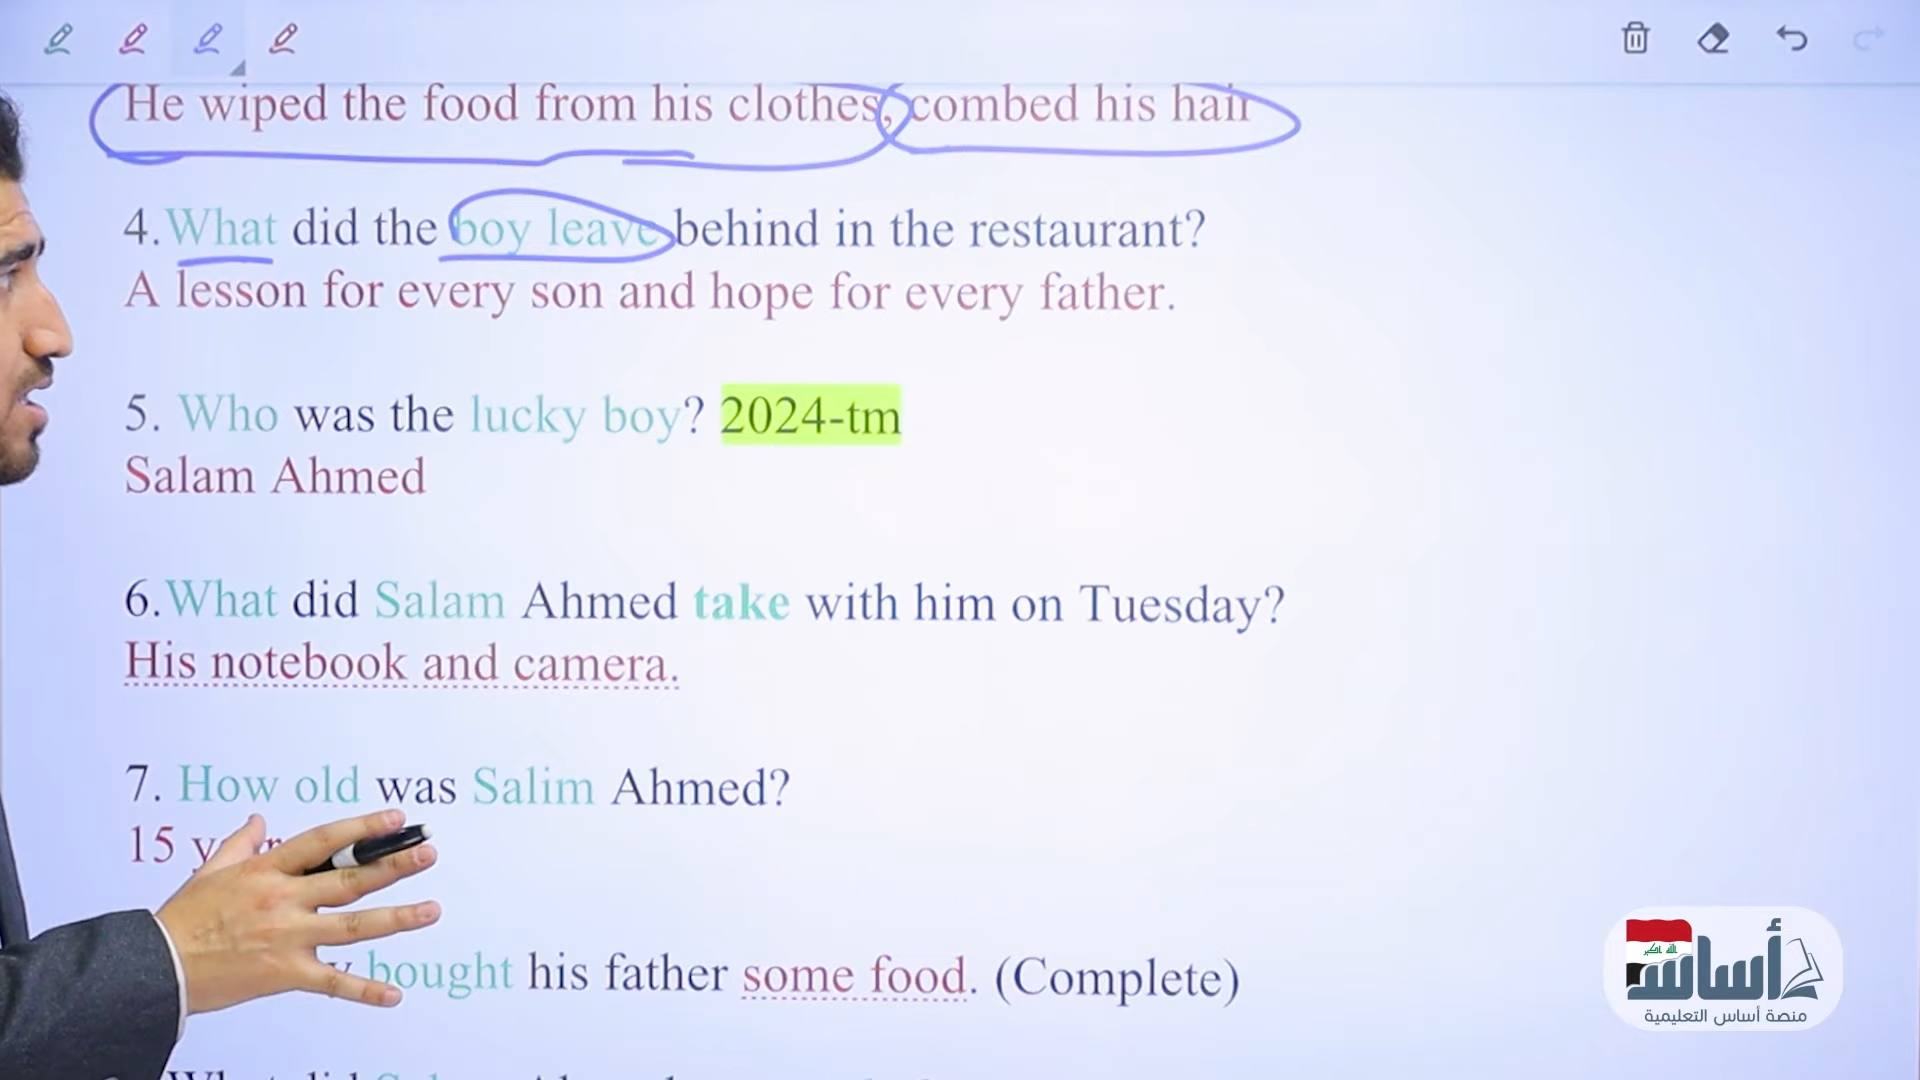 He wiped the food from his clothes, combed his hair
4.What did the boy leave behind in the restaurant?
A lesson for every son and hope for every father.
5. Who was the lucky boy? 2024-tm
Salam Ahmed
6.What did Salam Ahmed take with him on Tuesday?
His notebook and camera.
7. How old was Salim Ahmed?
15
bought his father some food. (Complete)
أساس
منصة أساس التعليمية